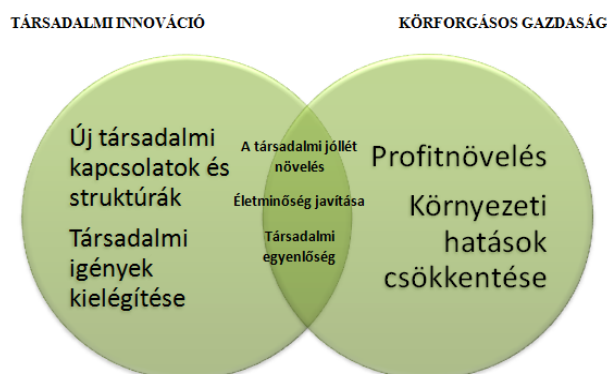 TÁRSADALMI INNOVÁCIÓ
KÖRFORGÁSOS GAZDASÁG
Új társadalmi
kapcsolatok és
struktúrák
Társadalmi
igények
kielégítése
A társadalmi jóllét
növelés
Életminőség javítása
Társadalmi
egyenlőség
Profitnövelés
Környezeti
hatások
csökkentése